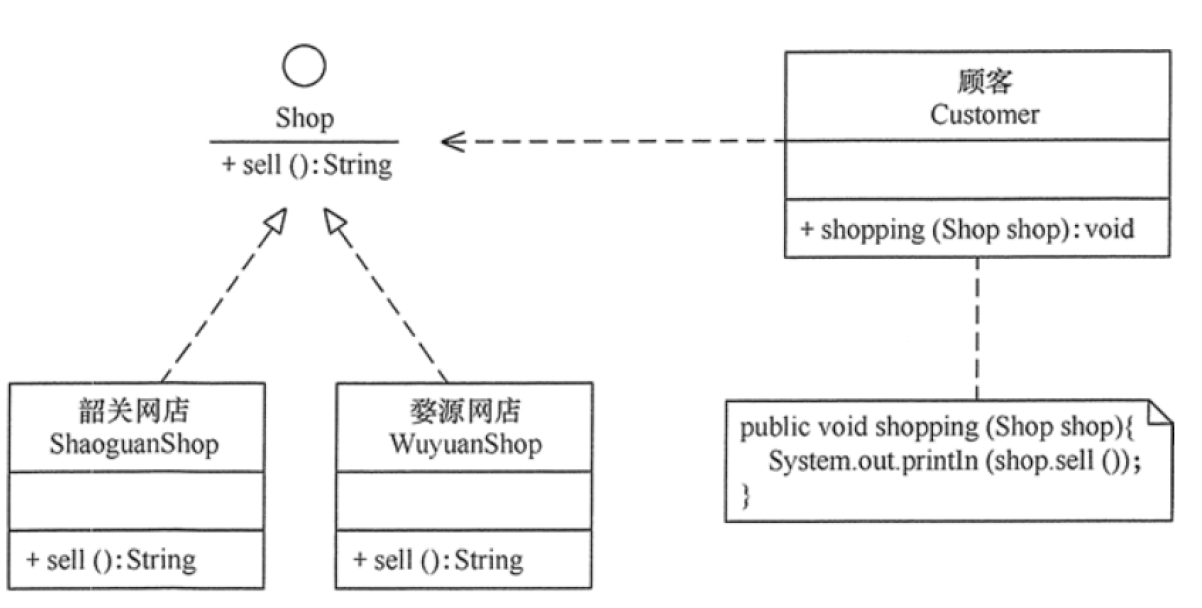 Shop
+ sell ():String
顾客
Customer
+ shopping (Shop shop):void
韶关网店
ShaoguanShop
+ sell ():String
婺源网店
WuyuanShop
+ sell ():String
public void shopping (Shop shop){
System.out.printIn (shop.sell ());
}